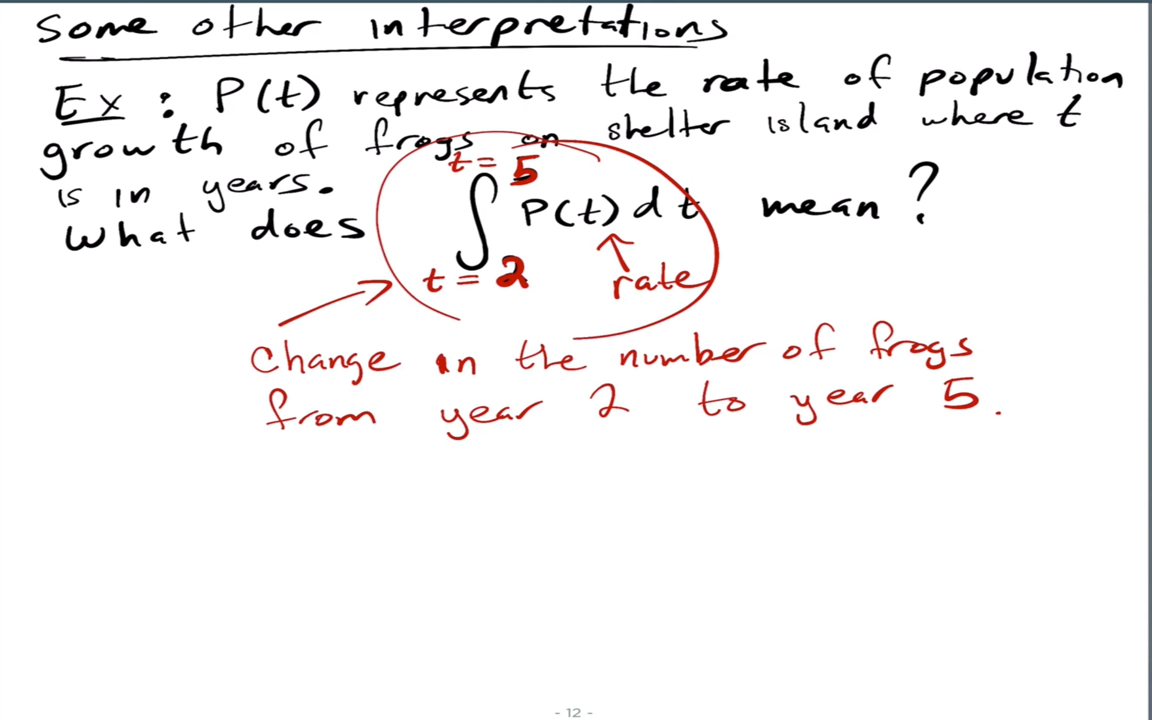 Some other interpretations
Ex : P(t) represents the rate of population
growth of frogs on shelter island where t
is in years.
What does ∫ t = 5 t = 2 P(t) dt mean ?
rate
Change in the number of frogs
from year 2 to year 5.
- 12 -